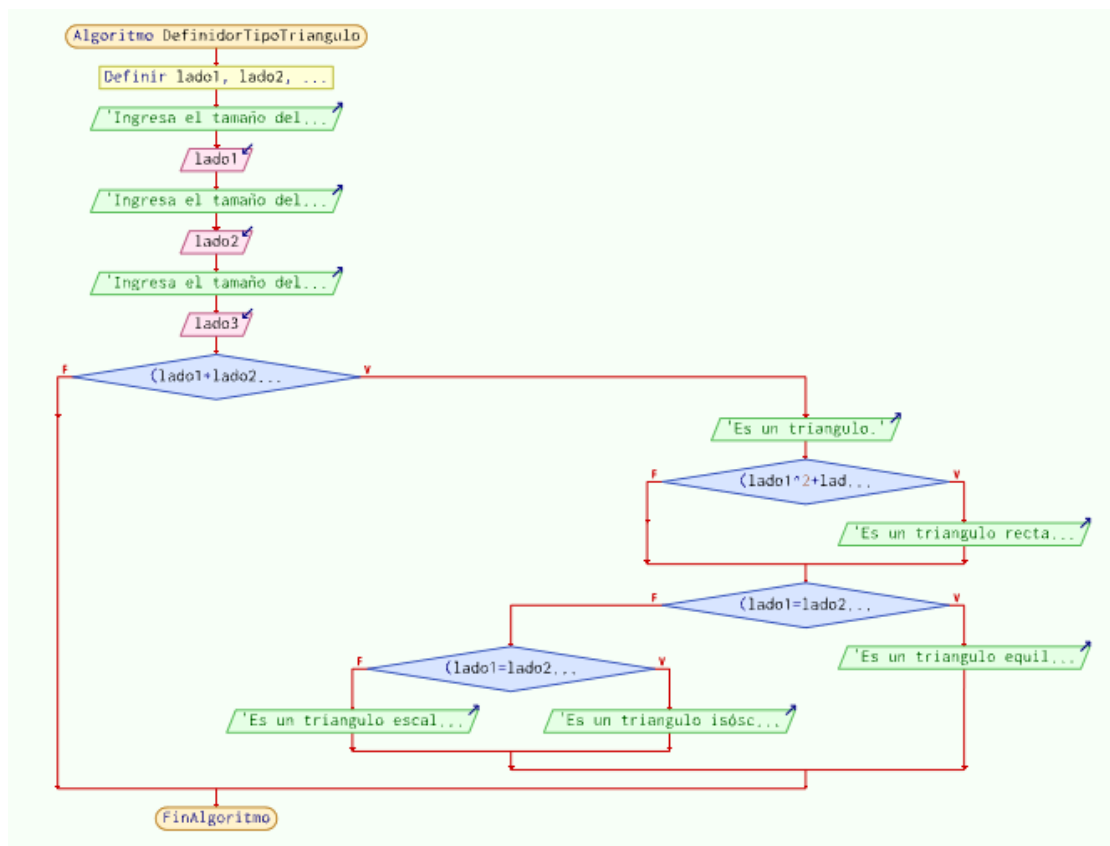 Algoritmo DefinidorTipoTriangulo
Definir lado1, lado2, ...
'Ingresa el tamaño del...
lado1
'Ingresa el tamaño del...
lado2
'Ingresa el tamaño del...
lado3
F
(lado1+lado2...
V
'Es un triangulo.'
F
(lado1^2+lad...
V
'Es un triangulo recta...
F
(lado1=lado2...
V
'Es un triangulo equil...
F
(lado1=lado2...
V
'Es un triangulo escal...
'Es un triangulo isósc...
FinAlgoritmo